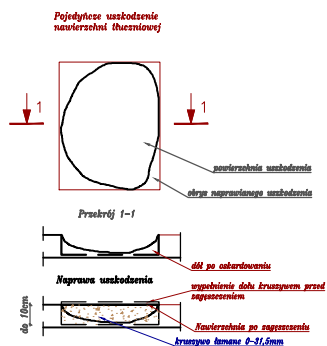 Pojedyńcze uszkodzenie
nawierzchni tłuczniowej
1
1
powierzchnia uszkodzenia
obrys naprawianego uszkodzenia
Przekrój 1-1
dół po oskardowaniu
Naprawa uszkodzenia
wypełnienie dołu kruszywem przed
zagęszczeniem
do 10cm
Nawierzchnia po zagęszczeniu
kruszywo łamane 0-31,5mm